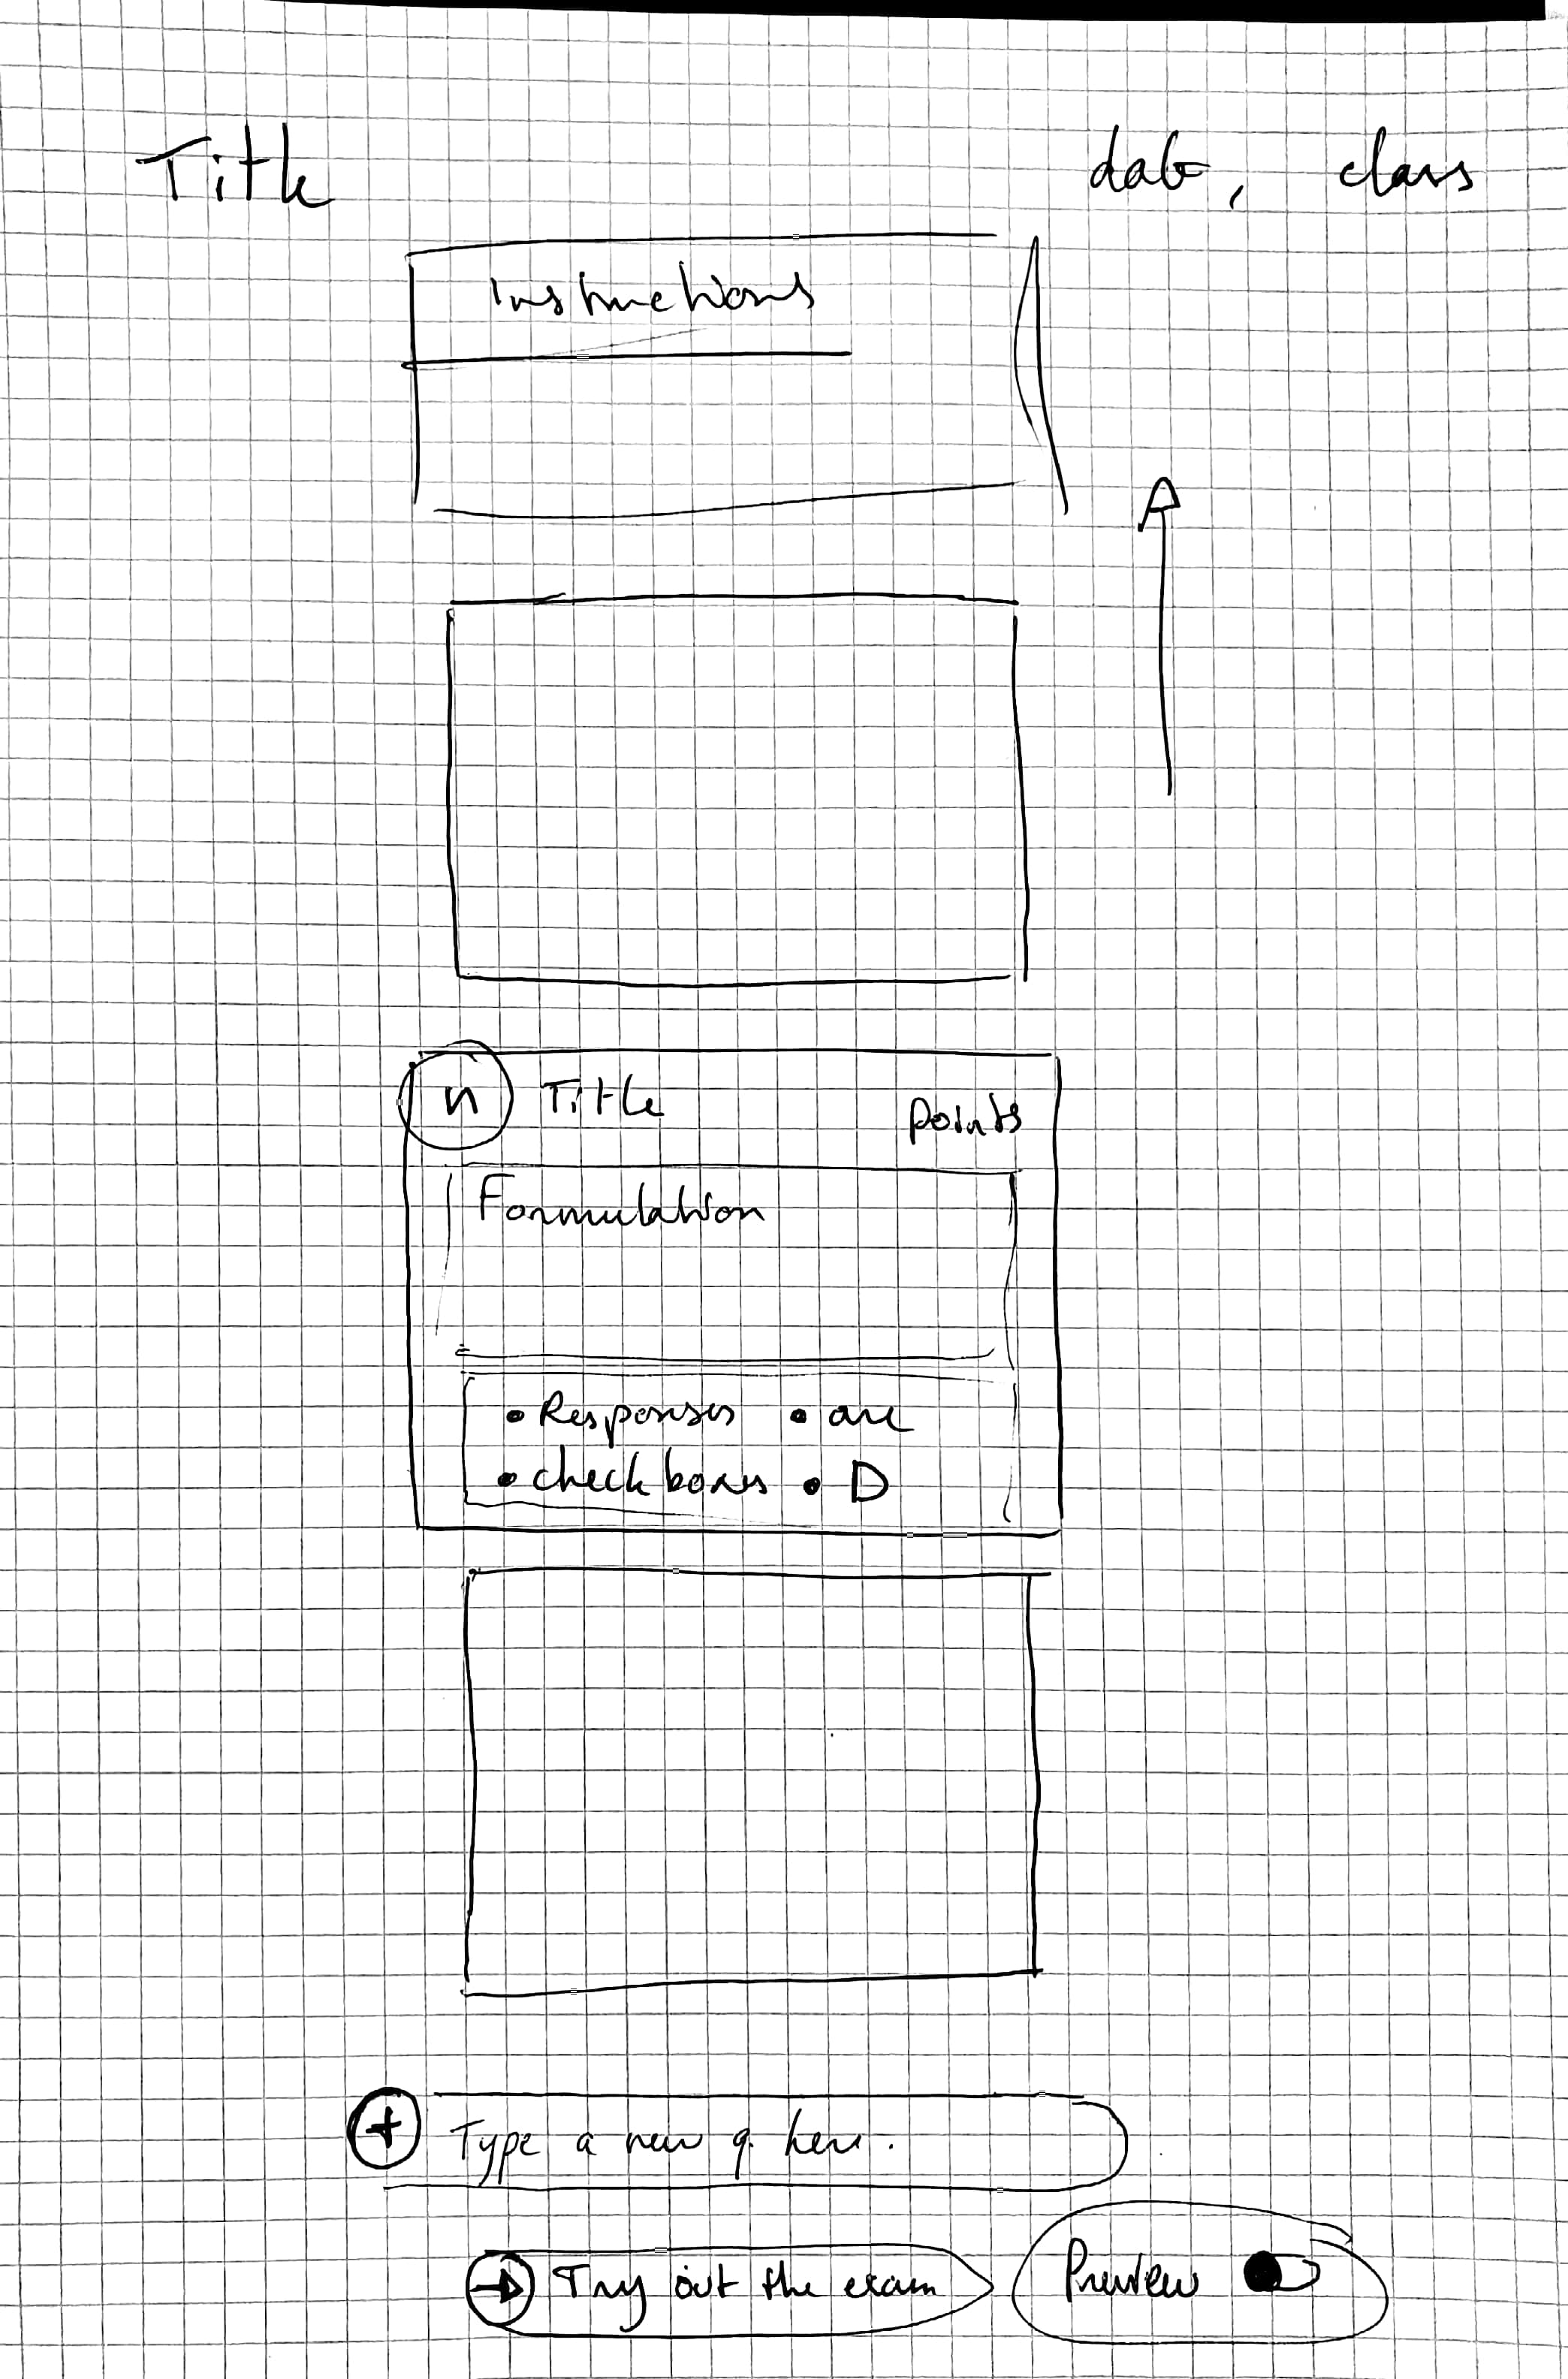 Title date, class
Instructions
n Title points
Formulation
• Responses • are
• checkboxes • D
+ Type a new q. here.
→ Try out the exam Preview